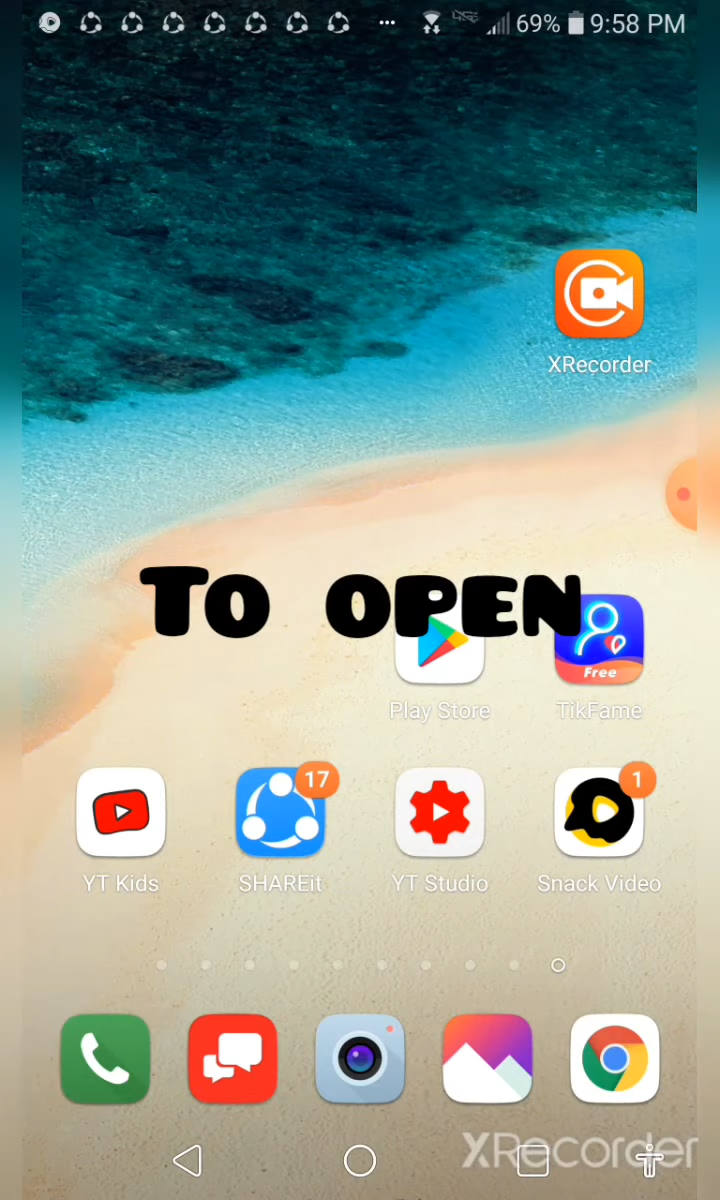 69% 9:58 PM
XRecorder
To open
Free
Play Store TikFame
17 1
YT Kids SHAREit YT Studio Snack Video
XRecorder